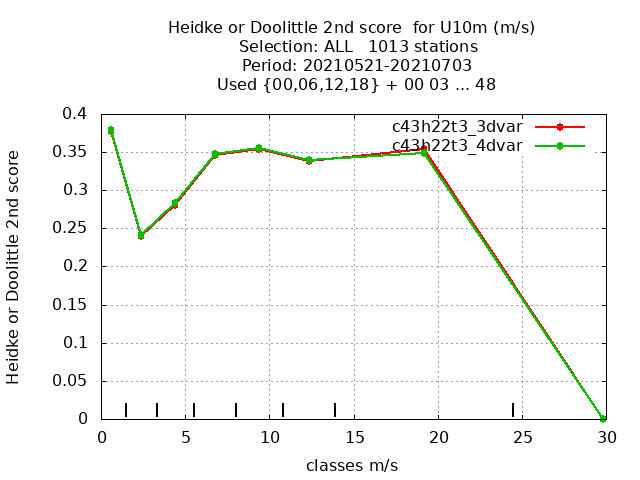 Heidke or Doolittle 2nd score  for U10m (m/s)
Selection: ALL   1013 stations
Period: 20210521-20210703
Used {00,06,12,18} + 00 03 ... 48
c43h22t3_3dvar
c43h22t3_4dvar
Heidke or Doolittle 2nd score
0.4
0.35
0.3
0.25
0.2
0.15
0.1
0.05
0
0 5 10 15 20 25 30
classes m/s